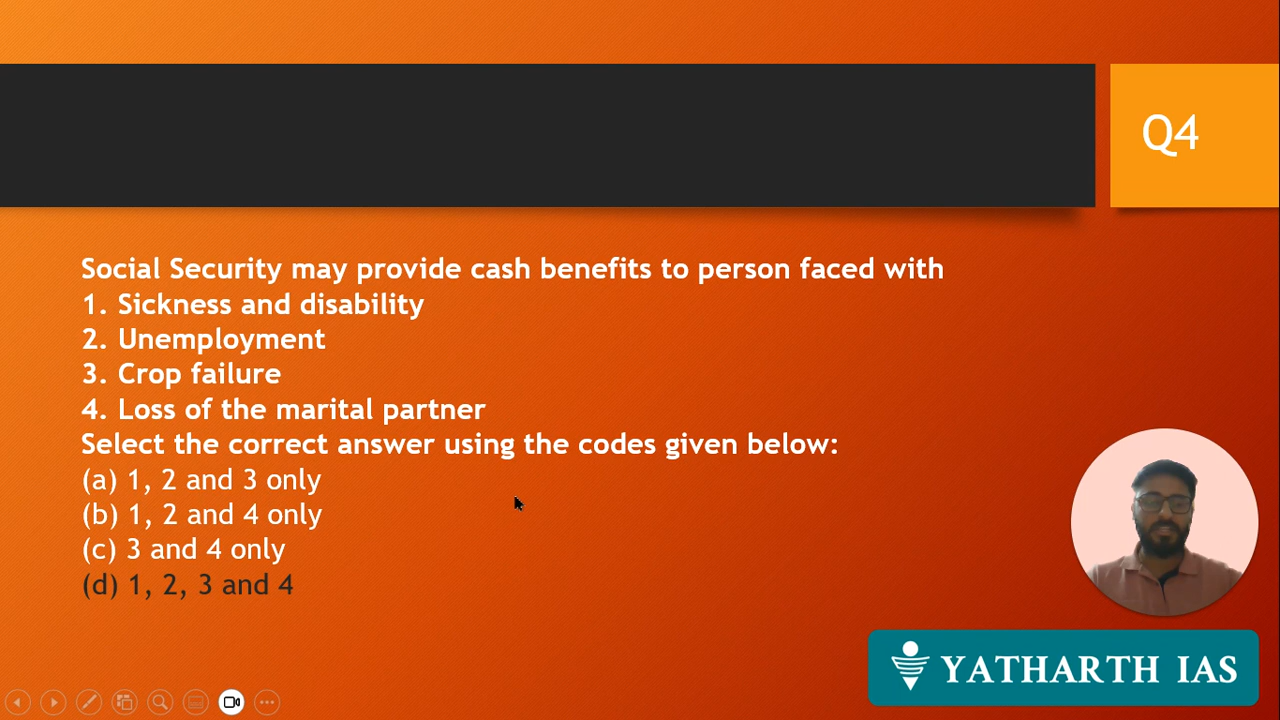 Q4
Social Security may provide cash benefits to person faced with
1. Sickness and disability
2. Unemployment
3. Crop failure
4. Loss of the marital partner
Select the correct answer using the codes given below:
(a) 1, 2 and 3 only
(b) 1, 2 and 4 only
(c) 3 and 4 only
(d) 1, 2, 3 and 4
YATHARTH IAS